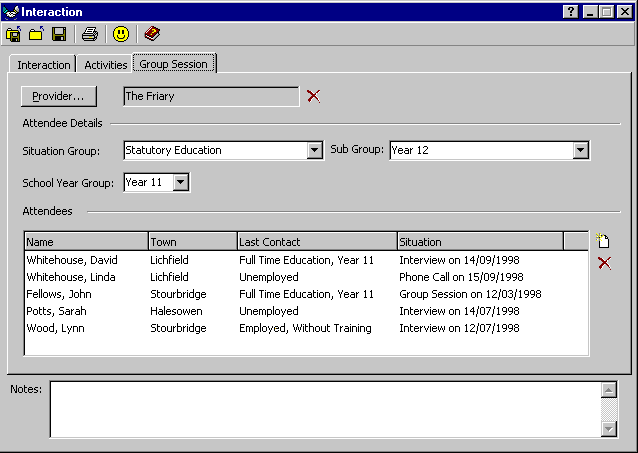 Interaction
Interaction Activities Group Session
Provider... The Friary
Attendee Details
Situation Group: Statutory Education Sub Group: Year 12
School Year Group: Year 11
Attendees
Name Town Last Contact Situation
Whitehouse, David Lichfield Full Time Education, Year 11 Interview on 14/09/1998
Whitehouse, Linda Lichfield Unemployed Phone Call on 15/09/1998
Fellows, John Stourbridge Full Time Education, Year 11 Group Session on 12/03/1998
Potts, Sarah Halesowen Unemployed Interview on 14/07/1998
Wood, Lynn Stourbridge Employed, Without Training Interview on 12/07/1998
Notes: